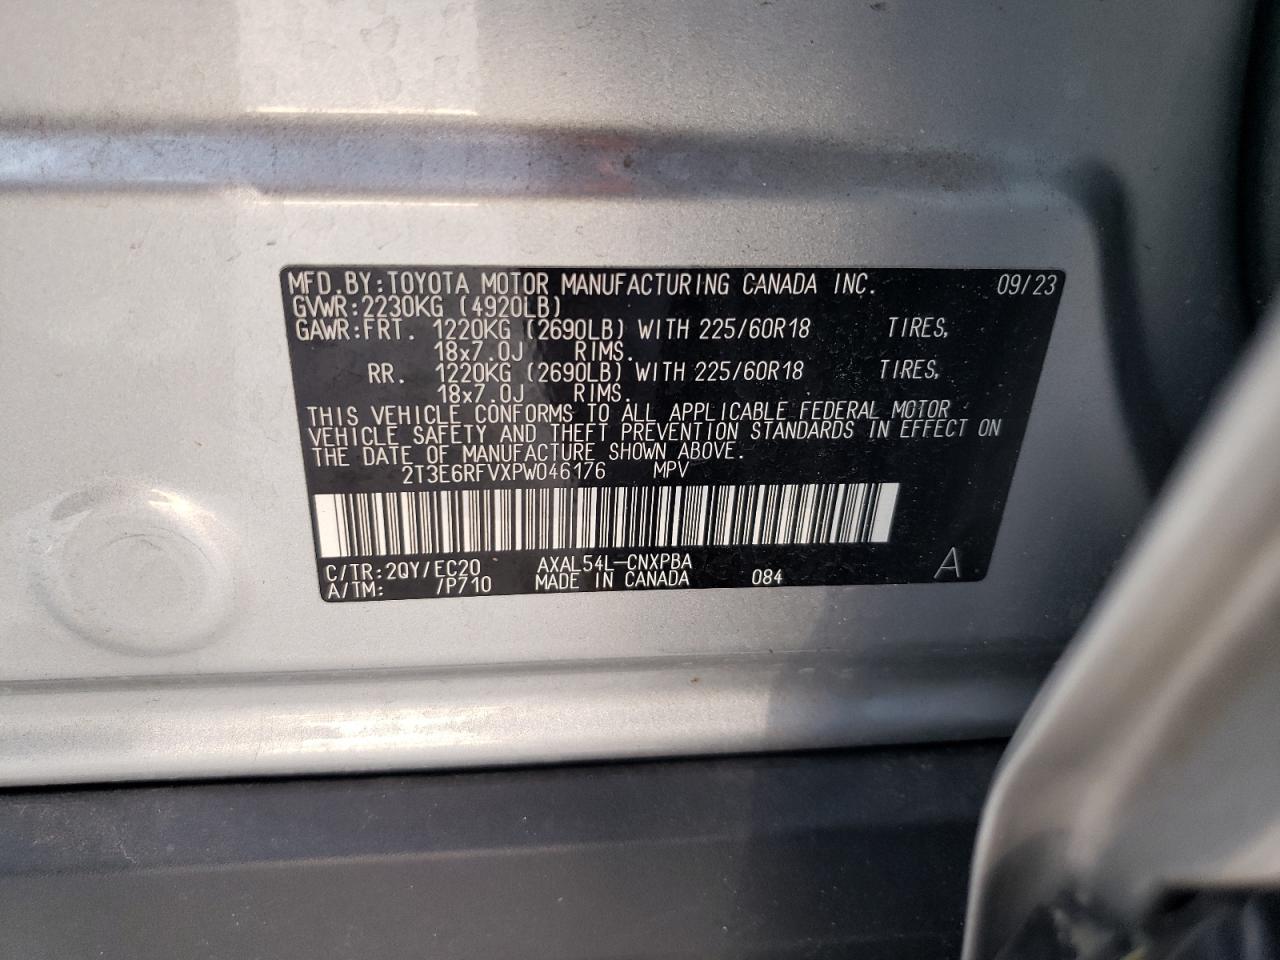 MFD.BY:TOYOTA MOTOR MANUFACTURING CANADA INC. 09/23
GVWR:2230KG (4920LB)
GAWR:FRT. 1220KG (2690LB) WITH 225/60R18 TIRES,
18x7.0J RIMS.
RR. 1220KG (2690LB) WITH 225/60R18 TIRES,
18x7.0J RIMS.
THIS VEHICLE CONFORMS TO ALL APPLICABLE FEDERAL MOTOR
VEHICLE SAFETY AND THEFT PREVENTION STANDARDS IN EFFECT ON
THE DATE OF MANUFACTURE SHOWN ABOVE.
2T3E6RFVXPW046176 MPV
C/TR:2QY/EC20 AXAL54L-CNXPBA
A/TM: /P710 MADE IN CANADA 084 A